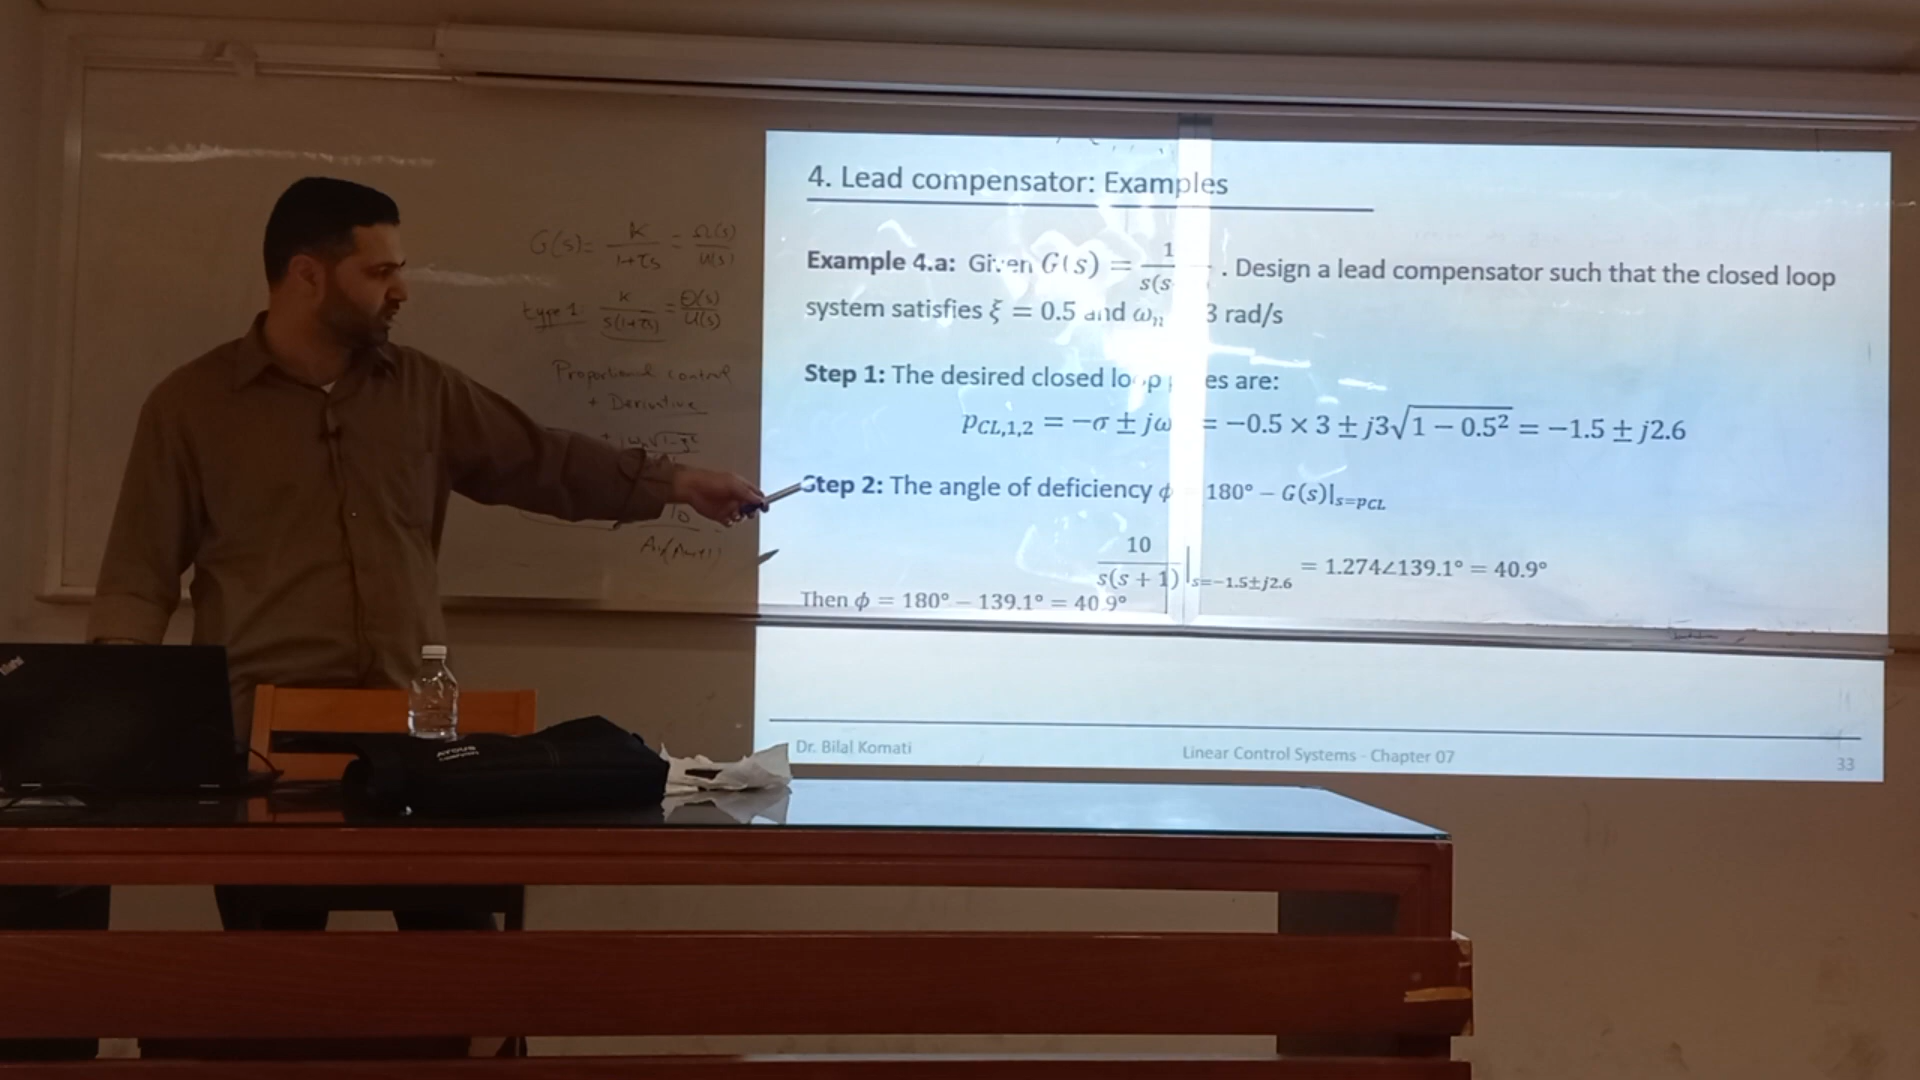 G(s)= K / 1+τs = Ω(s) / U(s)
type 1: K / s(1+τs) = Θ(s) / U(s)
Proportional control
+ Derivative
4. Lead compensator: Examples
Example 4.a: Given G(s) = 1 / s(s . Design a lead compensator such that the closed loop
system satisfies ξ = 0.5 and ωn 3 rad/s
Step 1: The desired closed loop es are:
pCL,1,2 = −σ ± jω = −0.5 × 3 ± j3√(1 − 0.5²) = −1.5 ± j2.6
Step 2: The angle of deficiency ϕ 180° − G(s)|s=pCL
10 / s(s + 1) |s=−1.5±j2.6 = 1.274∠139.1° = 40.9°
Then ϕ = 180° − 139.1° = 40.9°
Dr. Bilal Komati
Linear Control Systems - Chapter 07
33